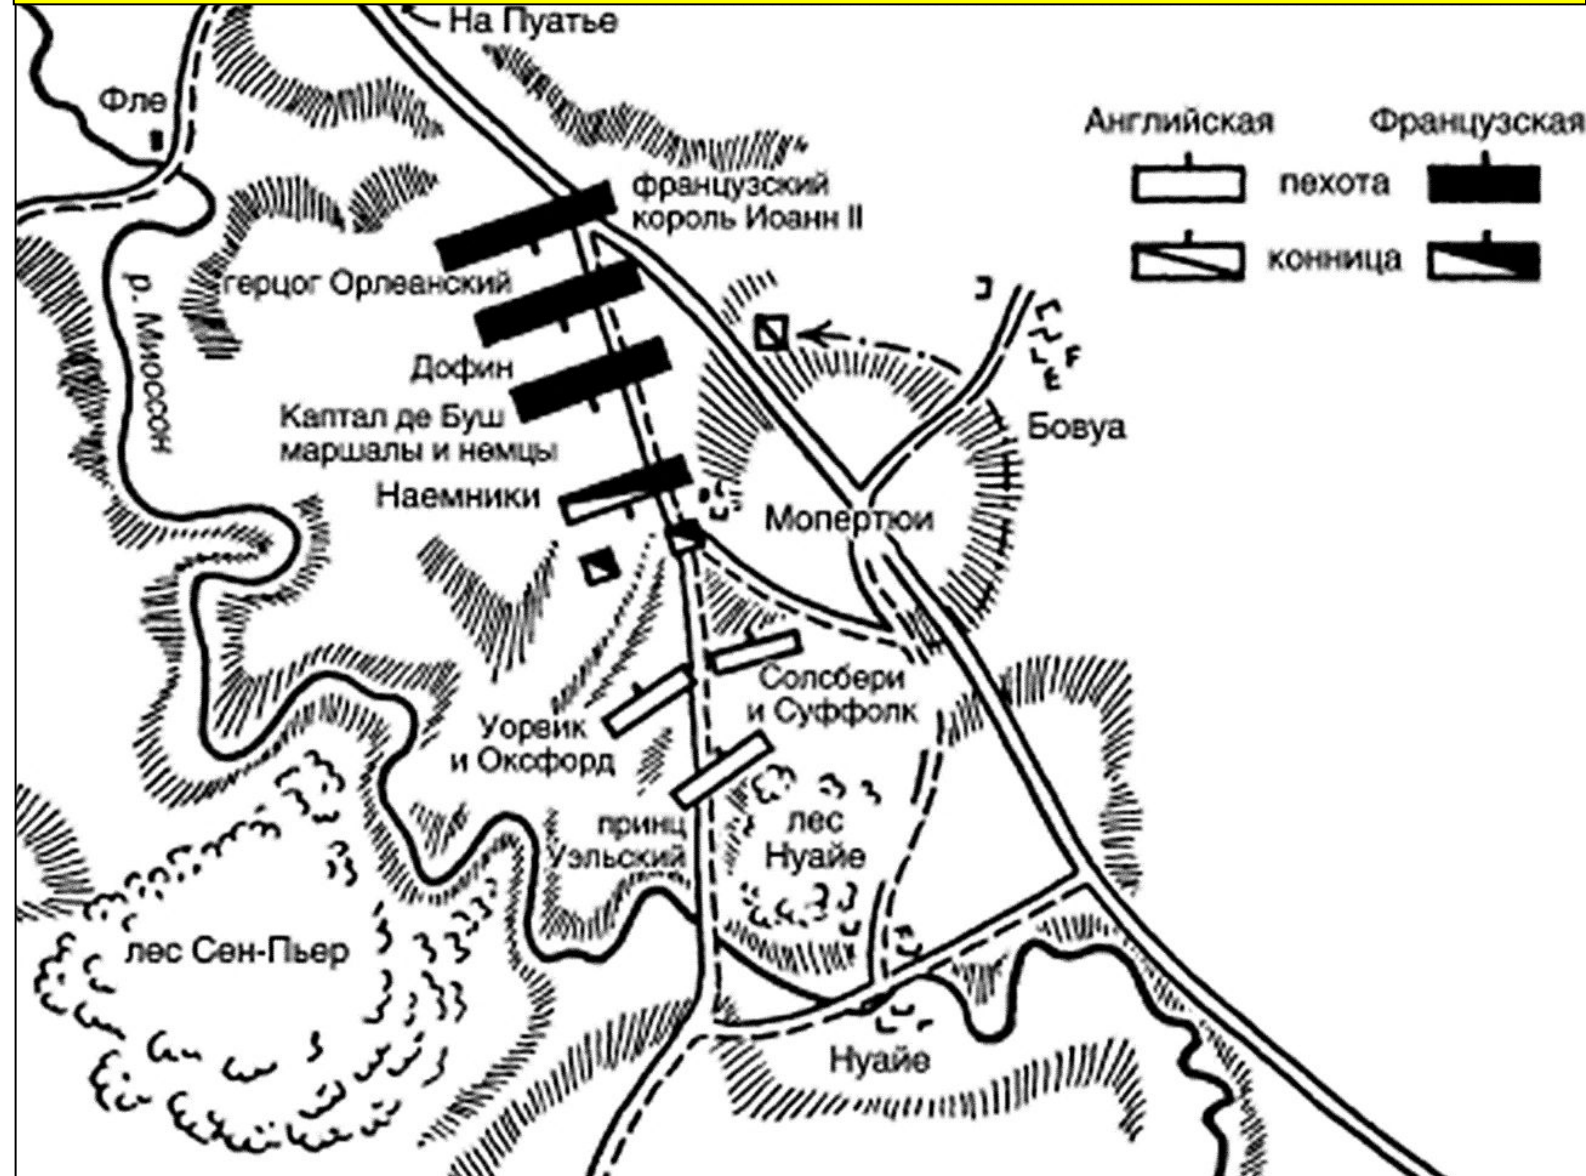 На Пуатье
Фле
Английская
Французская
пехота
конница
французский
король Иоанн II
герцог Орлеанский
р. Миоссон
Дофин
Каптал де Буш
маршалы и немцы
Наемники
Бовуа
Мопертюи
Солсбери
и Суффолк
Уорвик
и Оксфорд
принц
Уэльский
лес
Нуайе
лес Сен-Пьер
Нуайе